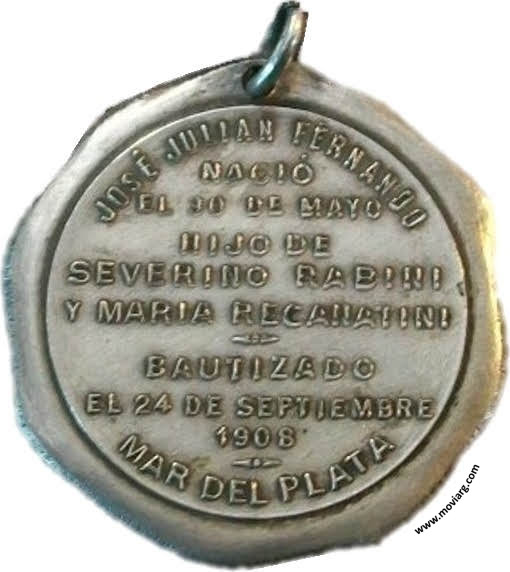 JOSÉ JULIAN FERNANDO
NACIÓ
EL 30 DE MAYO
HIJO DE
SEVERINO RABINI
Y MARIA RECANATINI
BAUTIZADO
EL 24 DE SEPTIEMBRE
1908
MAR DEL PLATA
www.moviarg.com